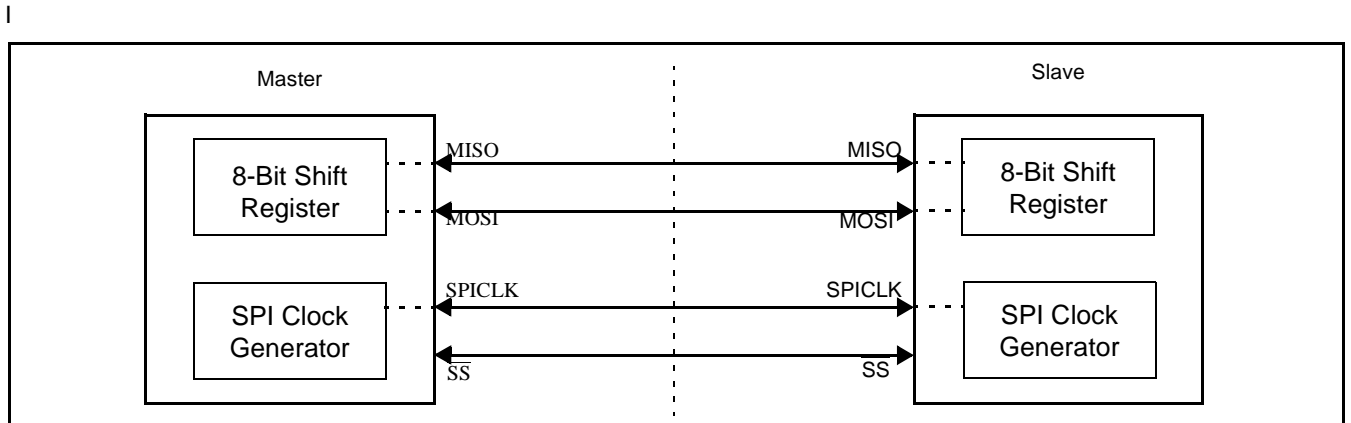 I
Master
Slave
8-Bit Shift
Register
MISO
MISO
8-Bit Shift
Register
MOSI
MOSI
SPI Clock
Generator
SPICLK
SPICLK
SPI Clock
Generator
SS
SS